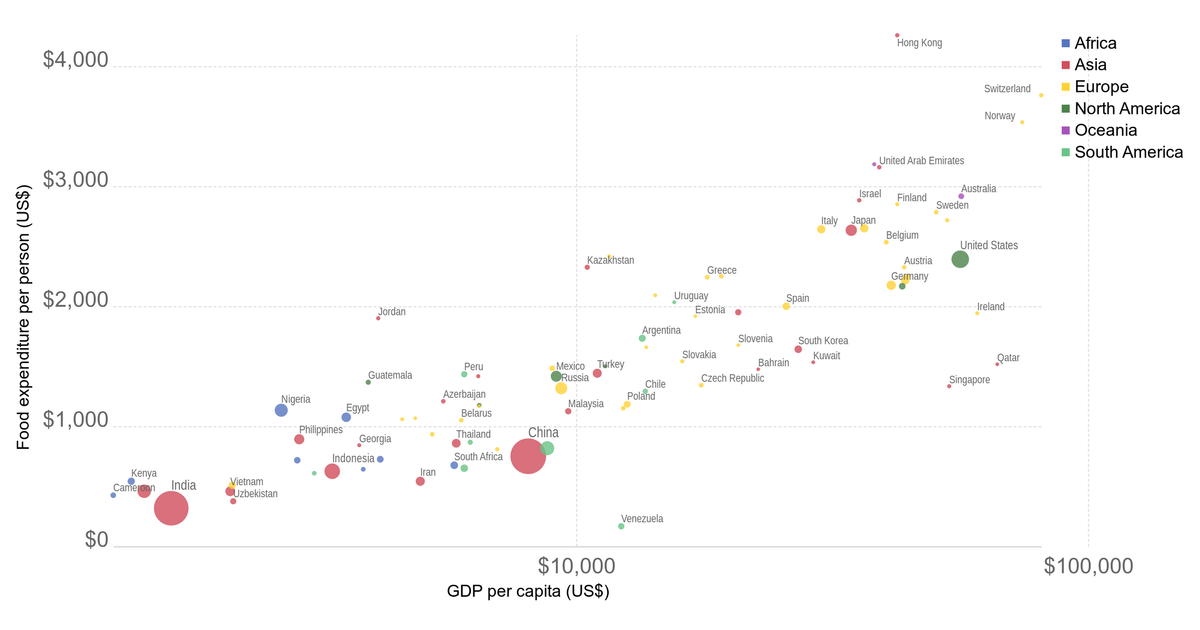 $4,000
$3,000
$2,000
$1,000
$0
$10,000
$100,000
GDP per capita (US$)
Food expenditure per person (US$)
Africa
Asia
Europe
North America
Oceania
South America
Hong Kong
Switzerland
Norway
United Arab Emirates
Israel
Finland
Australia
Sweden
Italy
Japan
Belgium
United States
Kazakhstan
Greece
Austria
Germany
Uruguay
Estonia
Spain
Ireland
Jordan
Argentina
Slovenia
South Korea
Slovakia
Kuwait
Bahrain
Qatar
Singapore
Guatemala
Peru
Mexico
Turkey
Russia
Czech Republic
Chile
Poland
Nigeria
Egypt
Azerbaijan
Belarus
Malaysia
Philippines
Georgia
Thailand
China
Indonesia
South Africa
Iran
Kenya
Cameroon
India
Vietnam
Uzbekistan
Venezuela